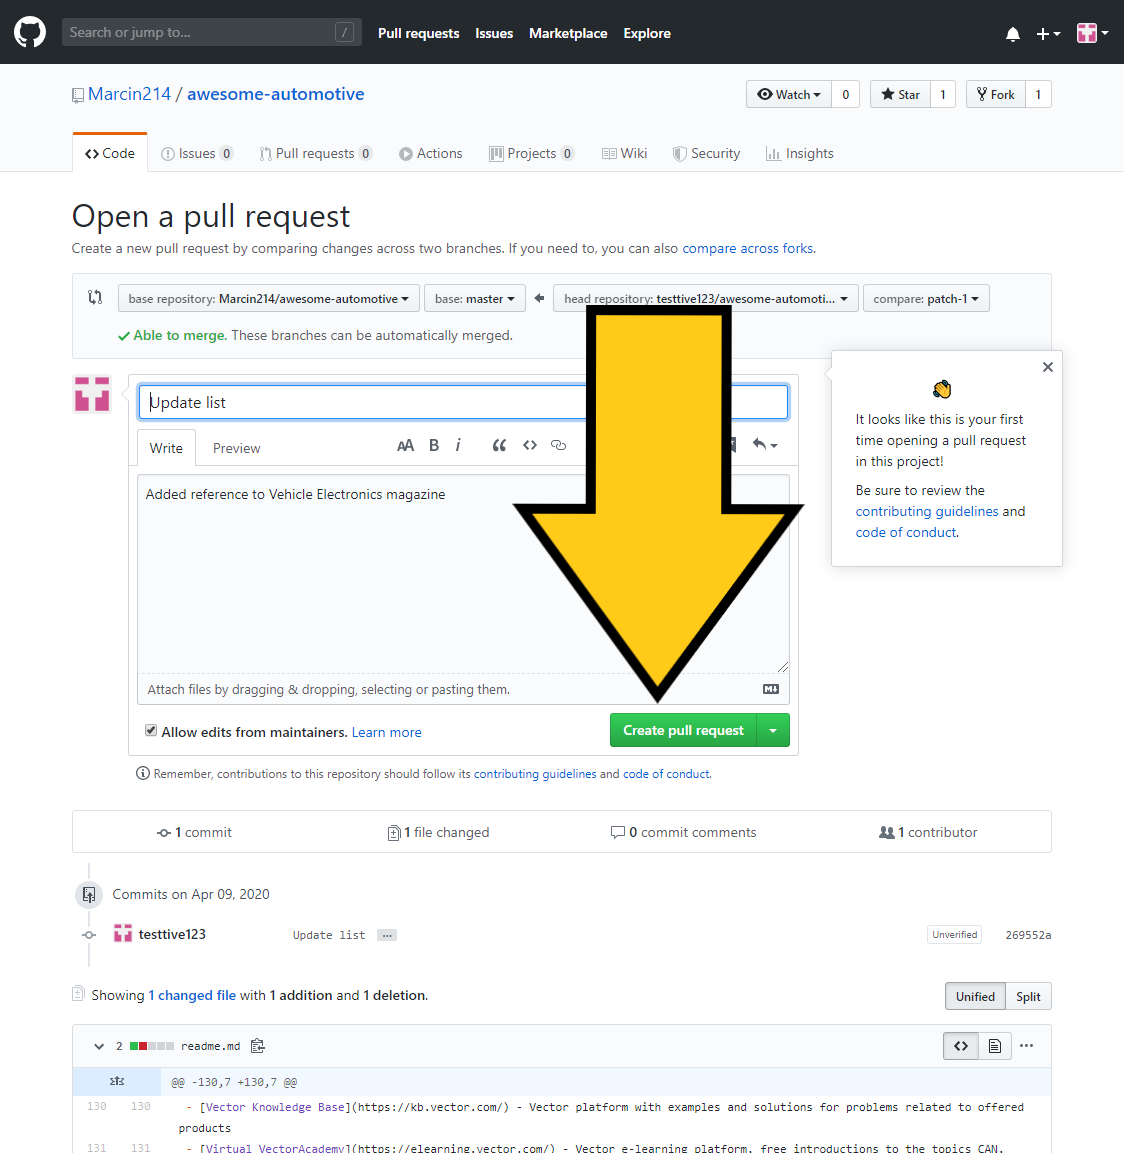 Search or jump to... /
Pull requests Issues Marketplace Explore
Marcin214 / awesome-automotive
Watch 0 Star 1 Fork 1
Code Issues 0 Pull requests 0 Actions Projects 0 Wiki Security Insights
Open a pull request
Create a new pull request by comparing changes across two branches. If you need to, you can also compare across forks.
base repository: Marcin214/awesome-automotive base: master head repository: testtive123/awesome-automoti... compare: patch-1
Able to merge. These branches can be automatically merged.
Update list
Write Preview AA B i
Added reference to Vehicle Electronics magazine
Attach files by dragging & dropping, selecting or pasting them.
Allow edits from maintainers. Learn more
Create pull request
It looks like this is your first
time opening a pull request
in this project!
Be sure to review the
contributing guidelines and
code of conduct.
Remember, contributions to this repository should follow its contributing guidelines and code of conduct.
1 commit 1 file changed 0 commit comments 1 contributor
Commits on Apr 09, 2020
testtive123 Update list ... Unverified 269552a
Showing 1 changed file with 1 addition and 1 deletion.
Unified Split
2 readme.md
@@ -130,7 +130,7 @@
130 130 - [Vector Knowledge Base](https://kb.vector.com/) - Vector platform with examples and solutions for problems related to offered
products
131 131 - [Virtual VectorAcademy](https://elearning.vector.com/) - Vector e-learning platform, free introductions to the topics CAN,